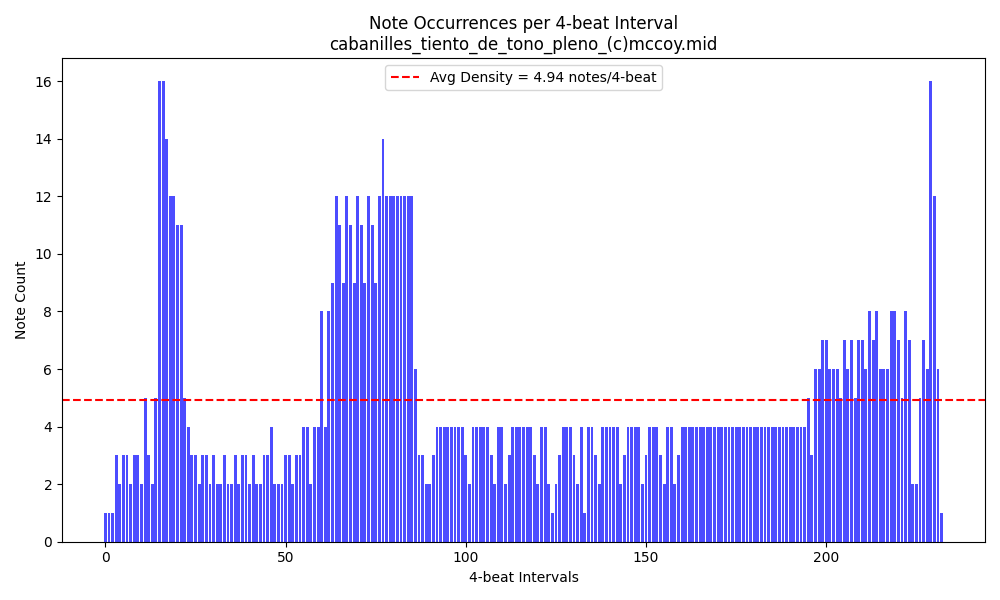 Note Occurrences per 4-beat Interval
cabanilles_tiento_de_tono_pleno_(c)mccoy.mid
Avg Density = 4.94 notes/4-beat
Note Count
16
14
12
10
8
6
4
2
0
0 50 100 150 200
4-beat Intervals